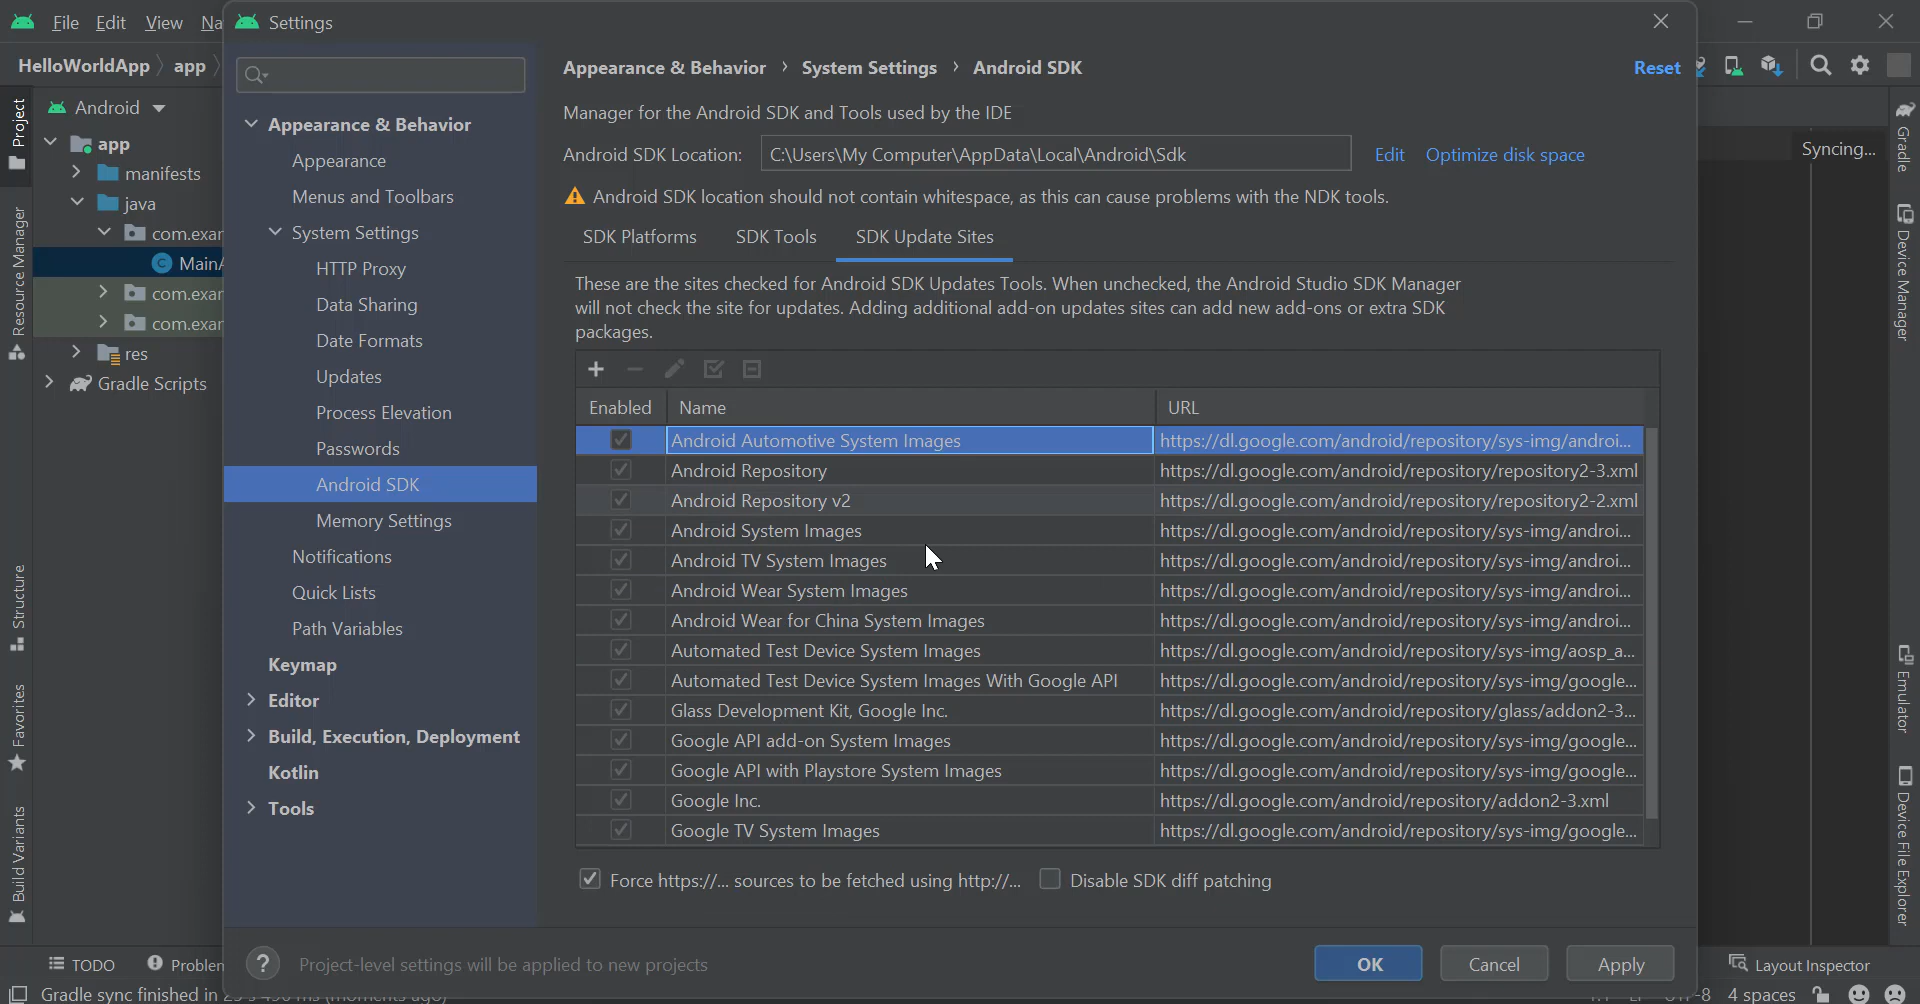 File Edit View Na
Settings
HelloWorldApp app
Android
app
manifests
java
com.exar
MainA
com.exar
com.exar
res
Gradle Scripts
Project
Resource Manager
Structure
Favorites
Build Variants
Appearance & Behavior
Appearance
Menus and Toolbars
System Settings
HTTP Proxy
Data Sharing
Date Formats
Updates
Process Elevation
Passwords
Android SDK
Memory Settings
Notifications
Quick Lists
Path Variables
Keymap
Editor
Build, Execution, Deployment
Kotlin
Tools
Appearance & Behavior › System Settings › Android SDK
Reset
Manager for the Android SDK and Tools used by the IDE
Android SDK Location: C:\Users\My Computer\AppData\Local\Android\Sdk Edit Optimize disk space
Android SDK location should not contain whitespace, as this can cause problems with the NDK tools.
SDK Platforms SDK Tools SDK Update Sites
These are the sites checked for Android SDK Updates Tools. When unchecked, the Android Studio SDK Manager
will not check the site for updates. Adding additional add-on updates sites can add new add-ons or extra SDK
packages.
Enabled Name URL
Android Automotive System Images https://dl.google.com/android/repository/sys-img/androi...
Android Repository https://dl.google.com/android/repository/repository2-3.xml
Android Repository v2 https://dl.google.com/android/repository/repository2-2.xml
Android System Images https://dl.google.com/android/repository/sys-img/androi...
Android TV System Images https://dl.google.com/android/repository/sys-img/androi...
Android Wear System Images https://dl.google.com/android/repository/sys-img/androi...
Android Wear for China System Images https://dl.google.com/android/repository/sys-img/androi...
Automated Test Device System Images https://dl.google.com/android/repository/sys-img/aosp_a...
Automated Test Device System Images With Google API https://dl.google.com/android/repository/sys-img/google...
Glass Development Kit, Google Inc. https://dl.google.com/android/repository/glass/addon2-3...
Google API add-on System Images https://dl.google.com/android/repository/sys-img/google...
Google API with Playstore System Images https://dl.google.com/android/repository/sys-img/google...
Google Inc. https://dl.google.com/android/repository/addon2-3.xml
Google TV System Images https://dl.google.com/android/repository/sys-img/google...
Force https://... sources to be fetched using http://... Disable SDK diff patching
? Project-level settings will be applied to new projects
OK Cancel Apply
Syncing...
Gradle
Device Manager
Emulator
Device File Explorer
TODO Problem
Layout Inspector
Gradle sync finished in
4 spaces